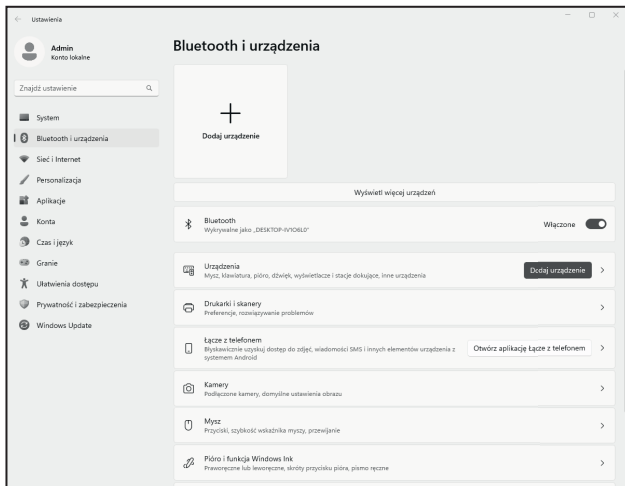 Ustawienia
Admin
Konto lokalne
Znajdź ustawienie
System
Bluetooth i urządzenia
Sieć i Internet
Personalizacja
Aplikacje
Konta
Czas i język
Granie
Ułatwienia dostępu
Prywatność i zabezpieczenia
Windows Update
Bluetooth i urządzenia
Dodaj urządzenie
Wyświetl więcej urządzeń
Bluetooth
Wykrywalne jako „DESKTOP-IV1O6L0”
Włączone
Urządzenia
Mysz, klawiatura, pióro, dźwięk, wyświetlacze i stacje dokujące, inne urządzenia
Dodaj urządzenie
Drukarki i skanery
Preferencje, rozwiązywanie problemów
Łącze z telefonem
Błyskawicznie uzyskuj dostęp do zdjęć, wiadomości SMS i innych elementów urządzenia z
systemem Android
Otwórz aplikację Łącze z telefonem
Kamery
Podłączone kamery, domyślne ustawienia obrazu
Mysz
Przyciski, szybkość wskaźnika myszy, przewijanie
Pióro i funkcja Windows Ink
Praworęczne lub leworęczne, skróty przycisku pióra, pismo ręczne